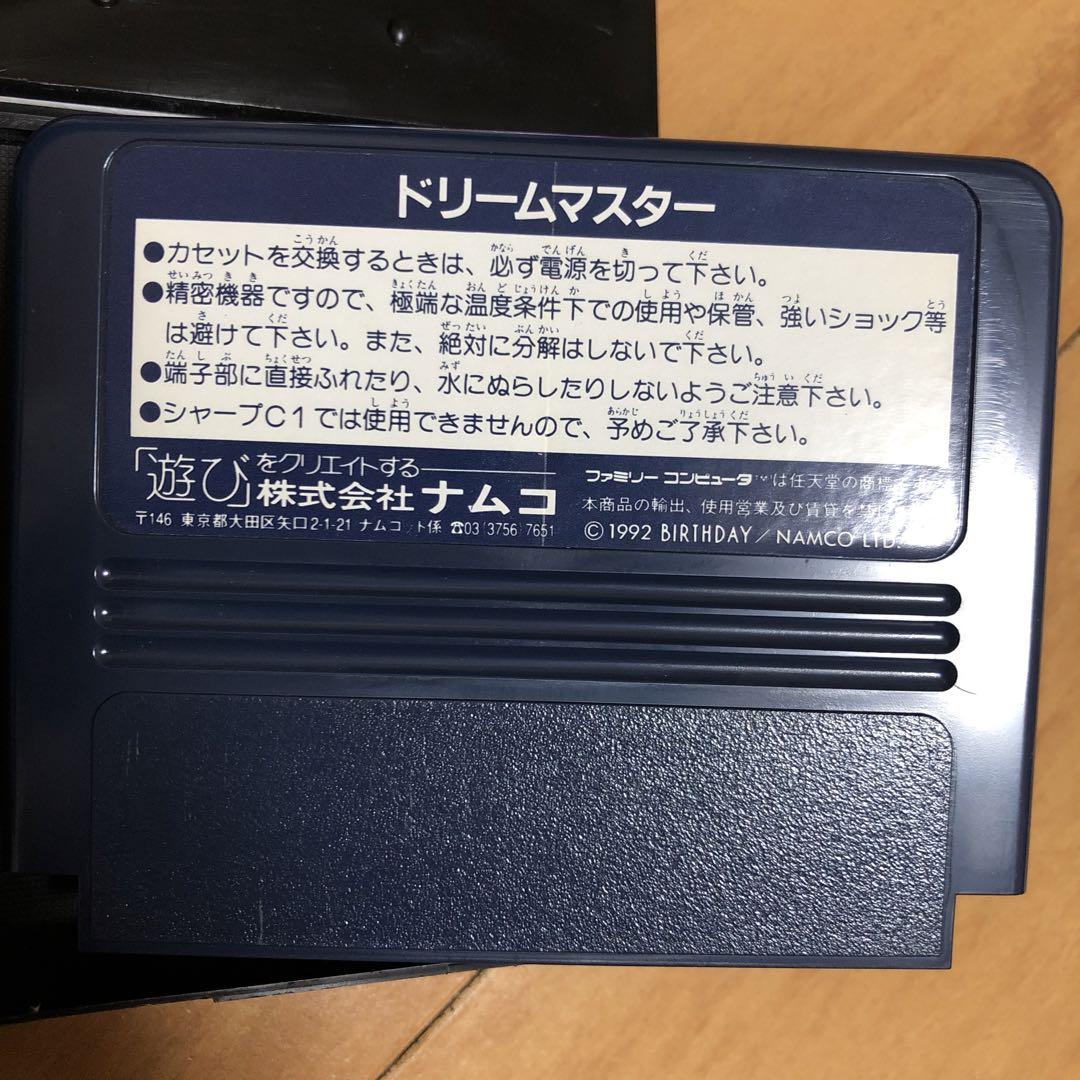 ドリームマスター
●カセットを交換するときは、必ず電源を切って下さい。
●精密機器ですので、極端な温度条件下での使用や保管、強いショック等
は避けて下さい。また、絶対に分解はしないで下さい。
●端子部に直接ふれたり、水にぬらしたりしないようご注意下さい。
●シャープC1では使用できませんので、予めご了承下さい。
「遊び」をクリエイトする
株式会社ナムコ
〒146 東京都大田区矢口2-1-21 ナムコ ット係 ☎03(3756)7651
ファミリー コンピュータ™は任天堂の商標です
本商品の輸出、使用営業及び賃貸を
©1992 BIRTHDAY／NAMCO LTD.